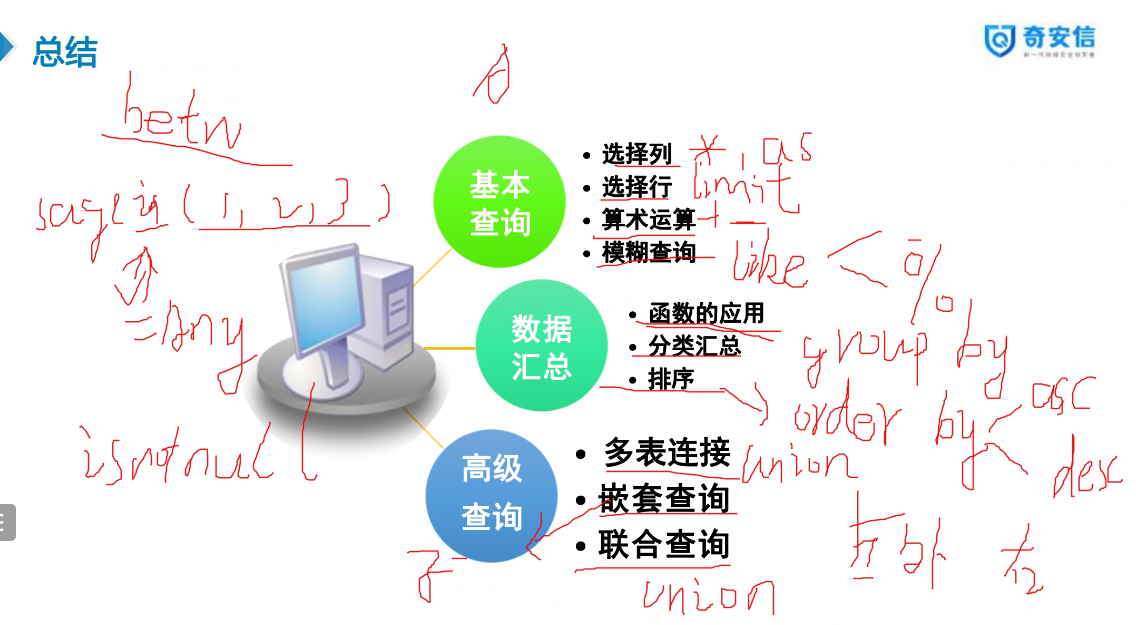 总结
奇安信
betw
in (1, 2, 3)
=Any
isnotnull
基本
查询
• 选择列 *, as
• 选择行 limit
• 算术运算 + -
• 模糊查询 like %
数据
汇总
• 函数的应用
• 分类汇总 group by
• 排序 order by asc desc
高级
查询
• 多表连接 union
• 嵌套查询 子
• 联合查询 union
外 右